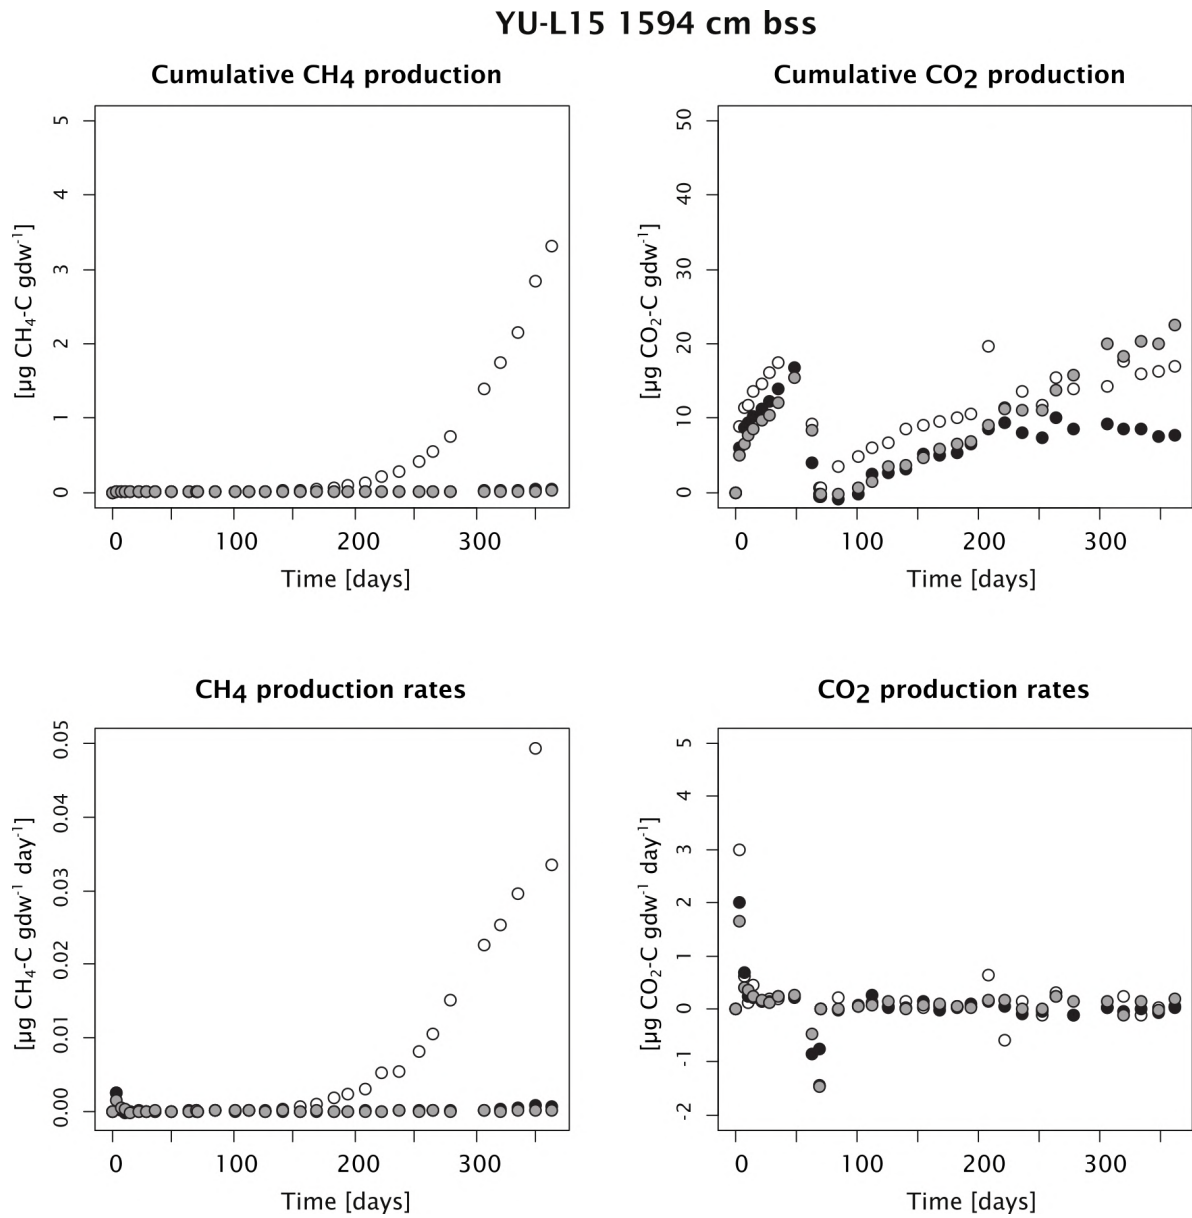 YU-L15 1594 cm bss
Cumulative CH4 production
[µg CH₄-C gdw⁻¹]
5
4
3
2
1
0
0 100 200 300
Time [days]
Cumulative CO2 production
[µg CO₂-C gdw⁻¹]
50
40
30
20
10
0
0 100 200 300
Time [days]
CH4 production rates
[µg CH₄-C gdw⁻¹ day⁻¹]
0.05
0.04
0.03
0.02
0.01
0.00
0 100 200 300
Time [days]
CO2 production rates
[µg CO₂-C gdw⁻¹ day⁻¹]
5
4
3
2
1
0
-1
-2
0 100 200 300
Time [days]